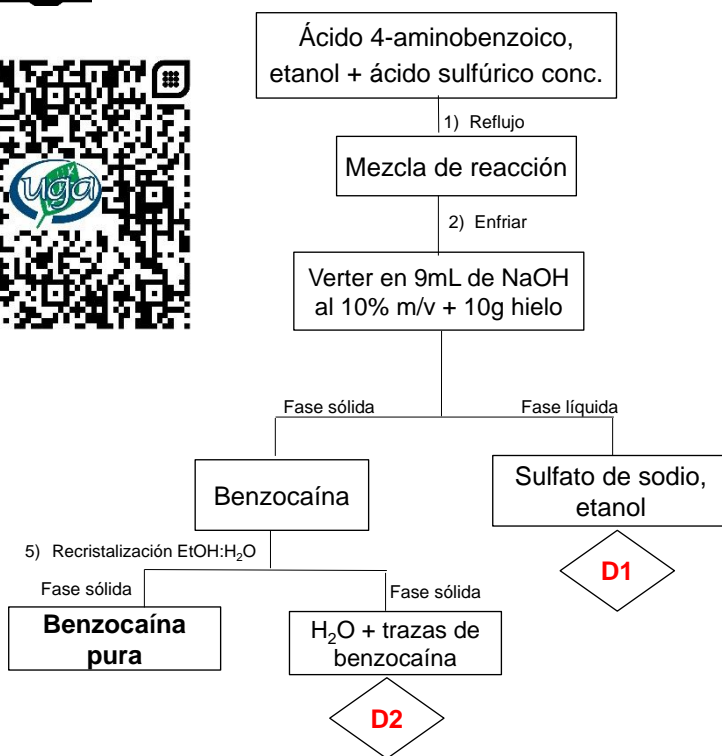 Ácido 4-aminobenzoico,
etanol + ácido sulfúrico conc.
1) Reflujo
Mezcla de reacción
uga
2) Enfriar
Verter en 9mL de NaOH
al 10% m/v + 10g hielo
Fase sólida
Fase líquida
Benzocaína
Sulfato de sodio,
etanol
5) Recristalización EtOH:H₂O
D1
Fase sólida
Fase sólida
Benzocaína
pura
H₂O + trazas de
benzocaína
D2